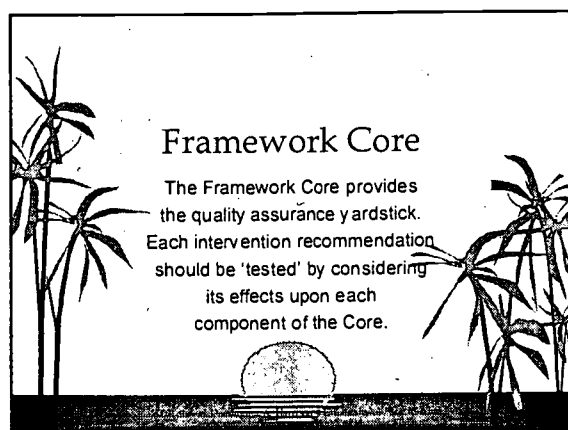 Framework Core
The Framework Core provides
the quality assurance yardstick.
Each intervention recommendation
should be 'tested' by considering
its effects upon each
component of the Core.